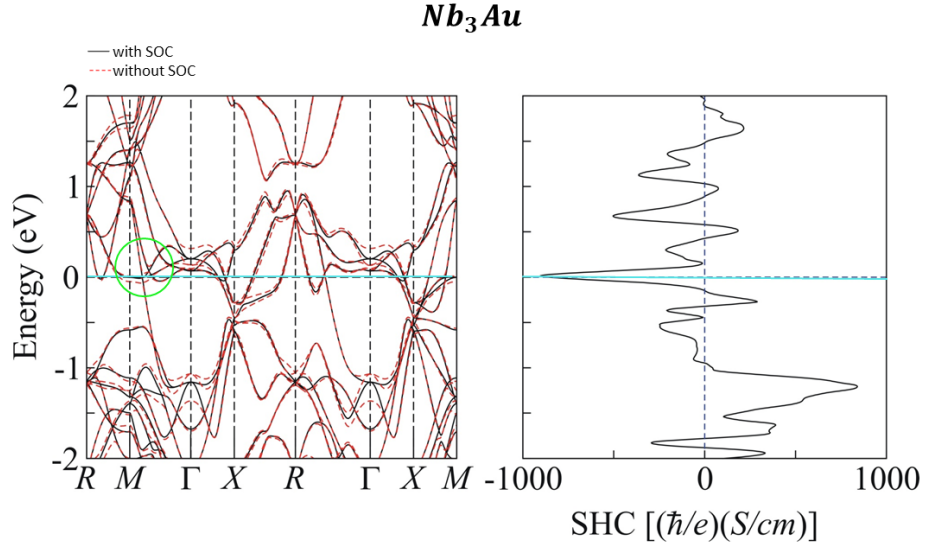 Nb₃Au
with SOC
without SOC
2
1
0
-1
-2
Energy (eV)
R M Γ X R Γ X M
-1000 0 1000
SHC [(ħ/e)(S/cm)]